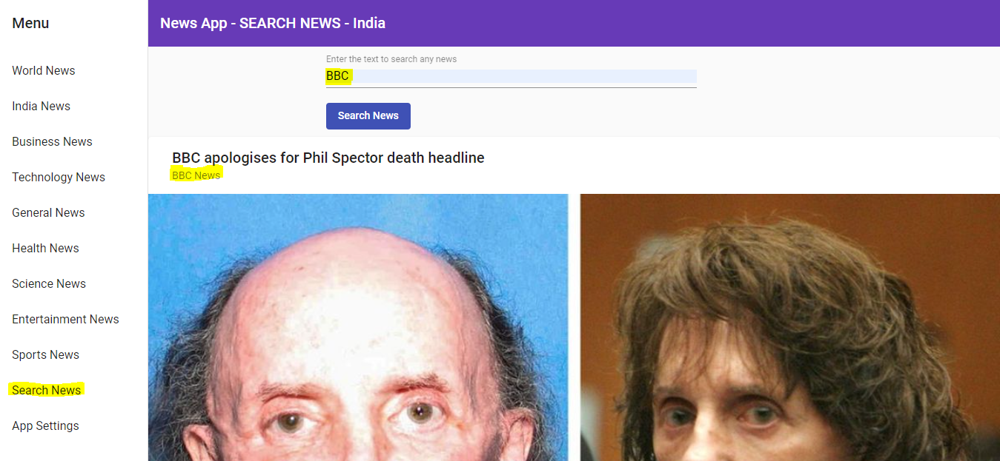 Menu
News App - SEARCH NEWS - India
World News
India News
Business News
Technology News
General News
Health News
Science News
Entertainment News
Sports News
Search News
App Settings
Enter the text to search any news
BBC
Search News
BBC apologises for Phil Spector death headline
BBC News